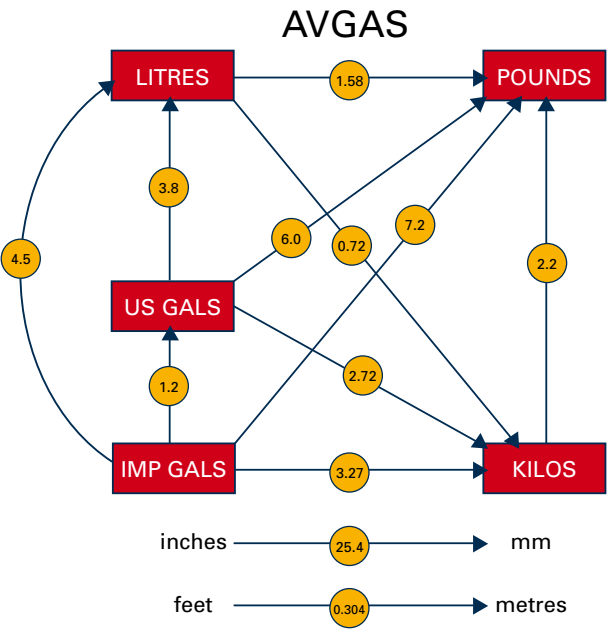 AVGAS
LITRES 1.58 POUNDS
3.8
6.0 0.72 7.2
4.5 2.2
US GALS
1.2 2.72
IMP GALS 3.27 KILOS
inches 25.4 mm
feet 0.304 metres